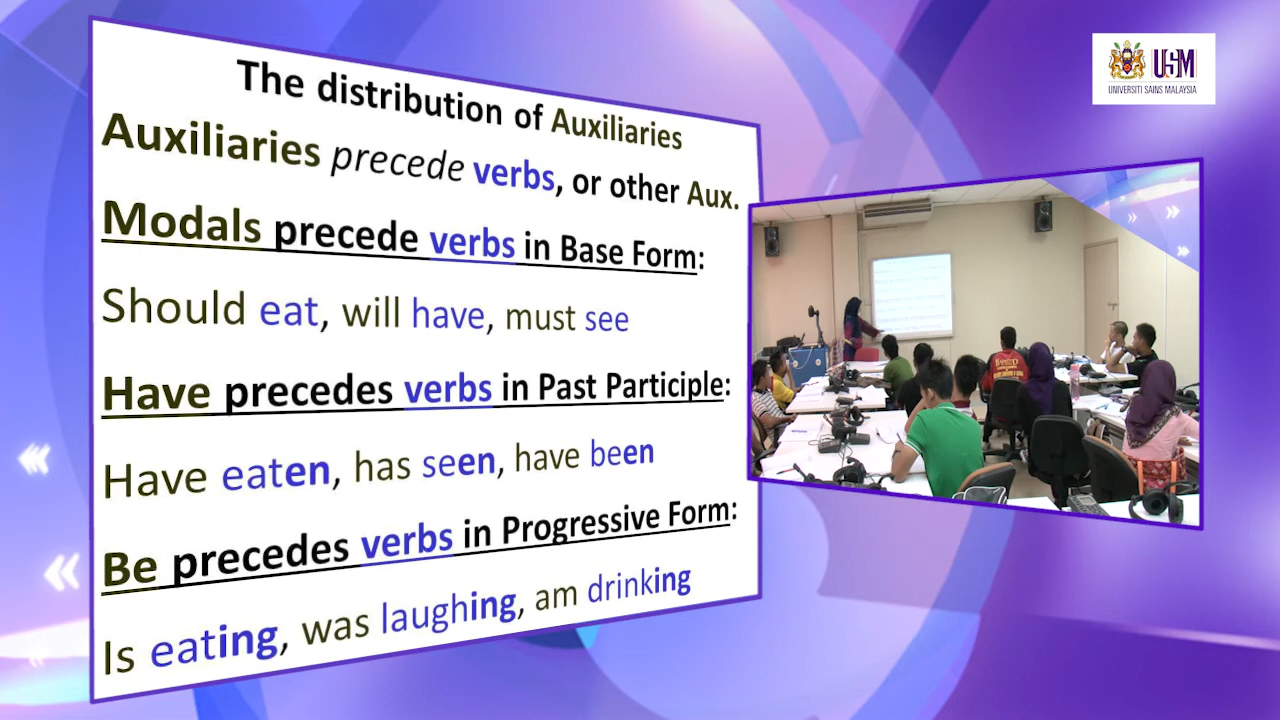 The distribution of Auxiliaries
Auxiliaries precede verbs, or other Aux.
Modals precede verbs in Base Form:
Should eat, will have, must see
Have precedes verbs in Past Participle:
Have eaten, has seen, have been
Be precedes verbs in Progressive Form:
Is eating, was laughing, am drinking
USM
UNIVERSITI SAINS MALAYSIA